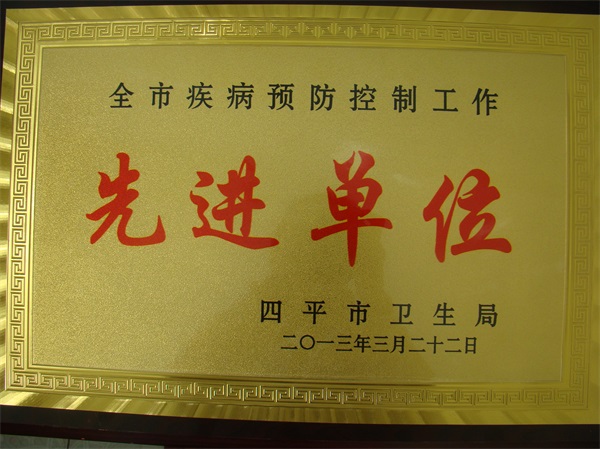 全市疾病预防控制工作
先进单位
四平市卫生局
二〇一三年三月二十二日